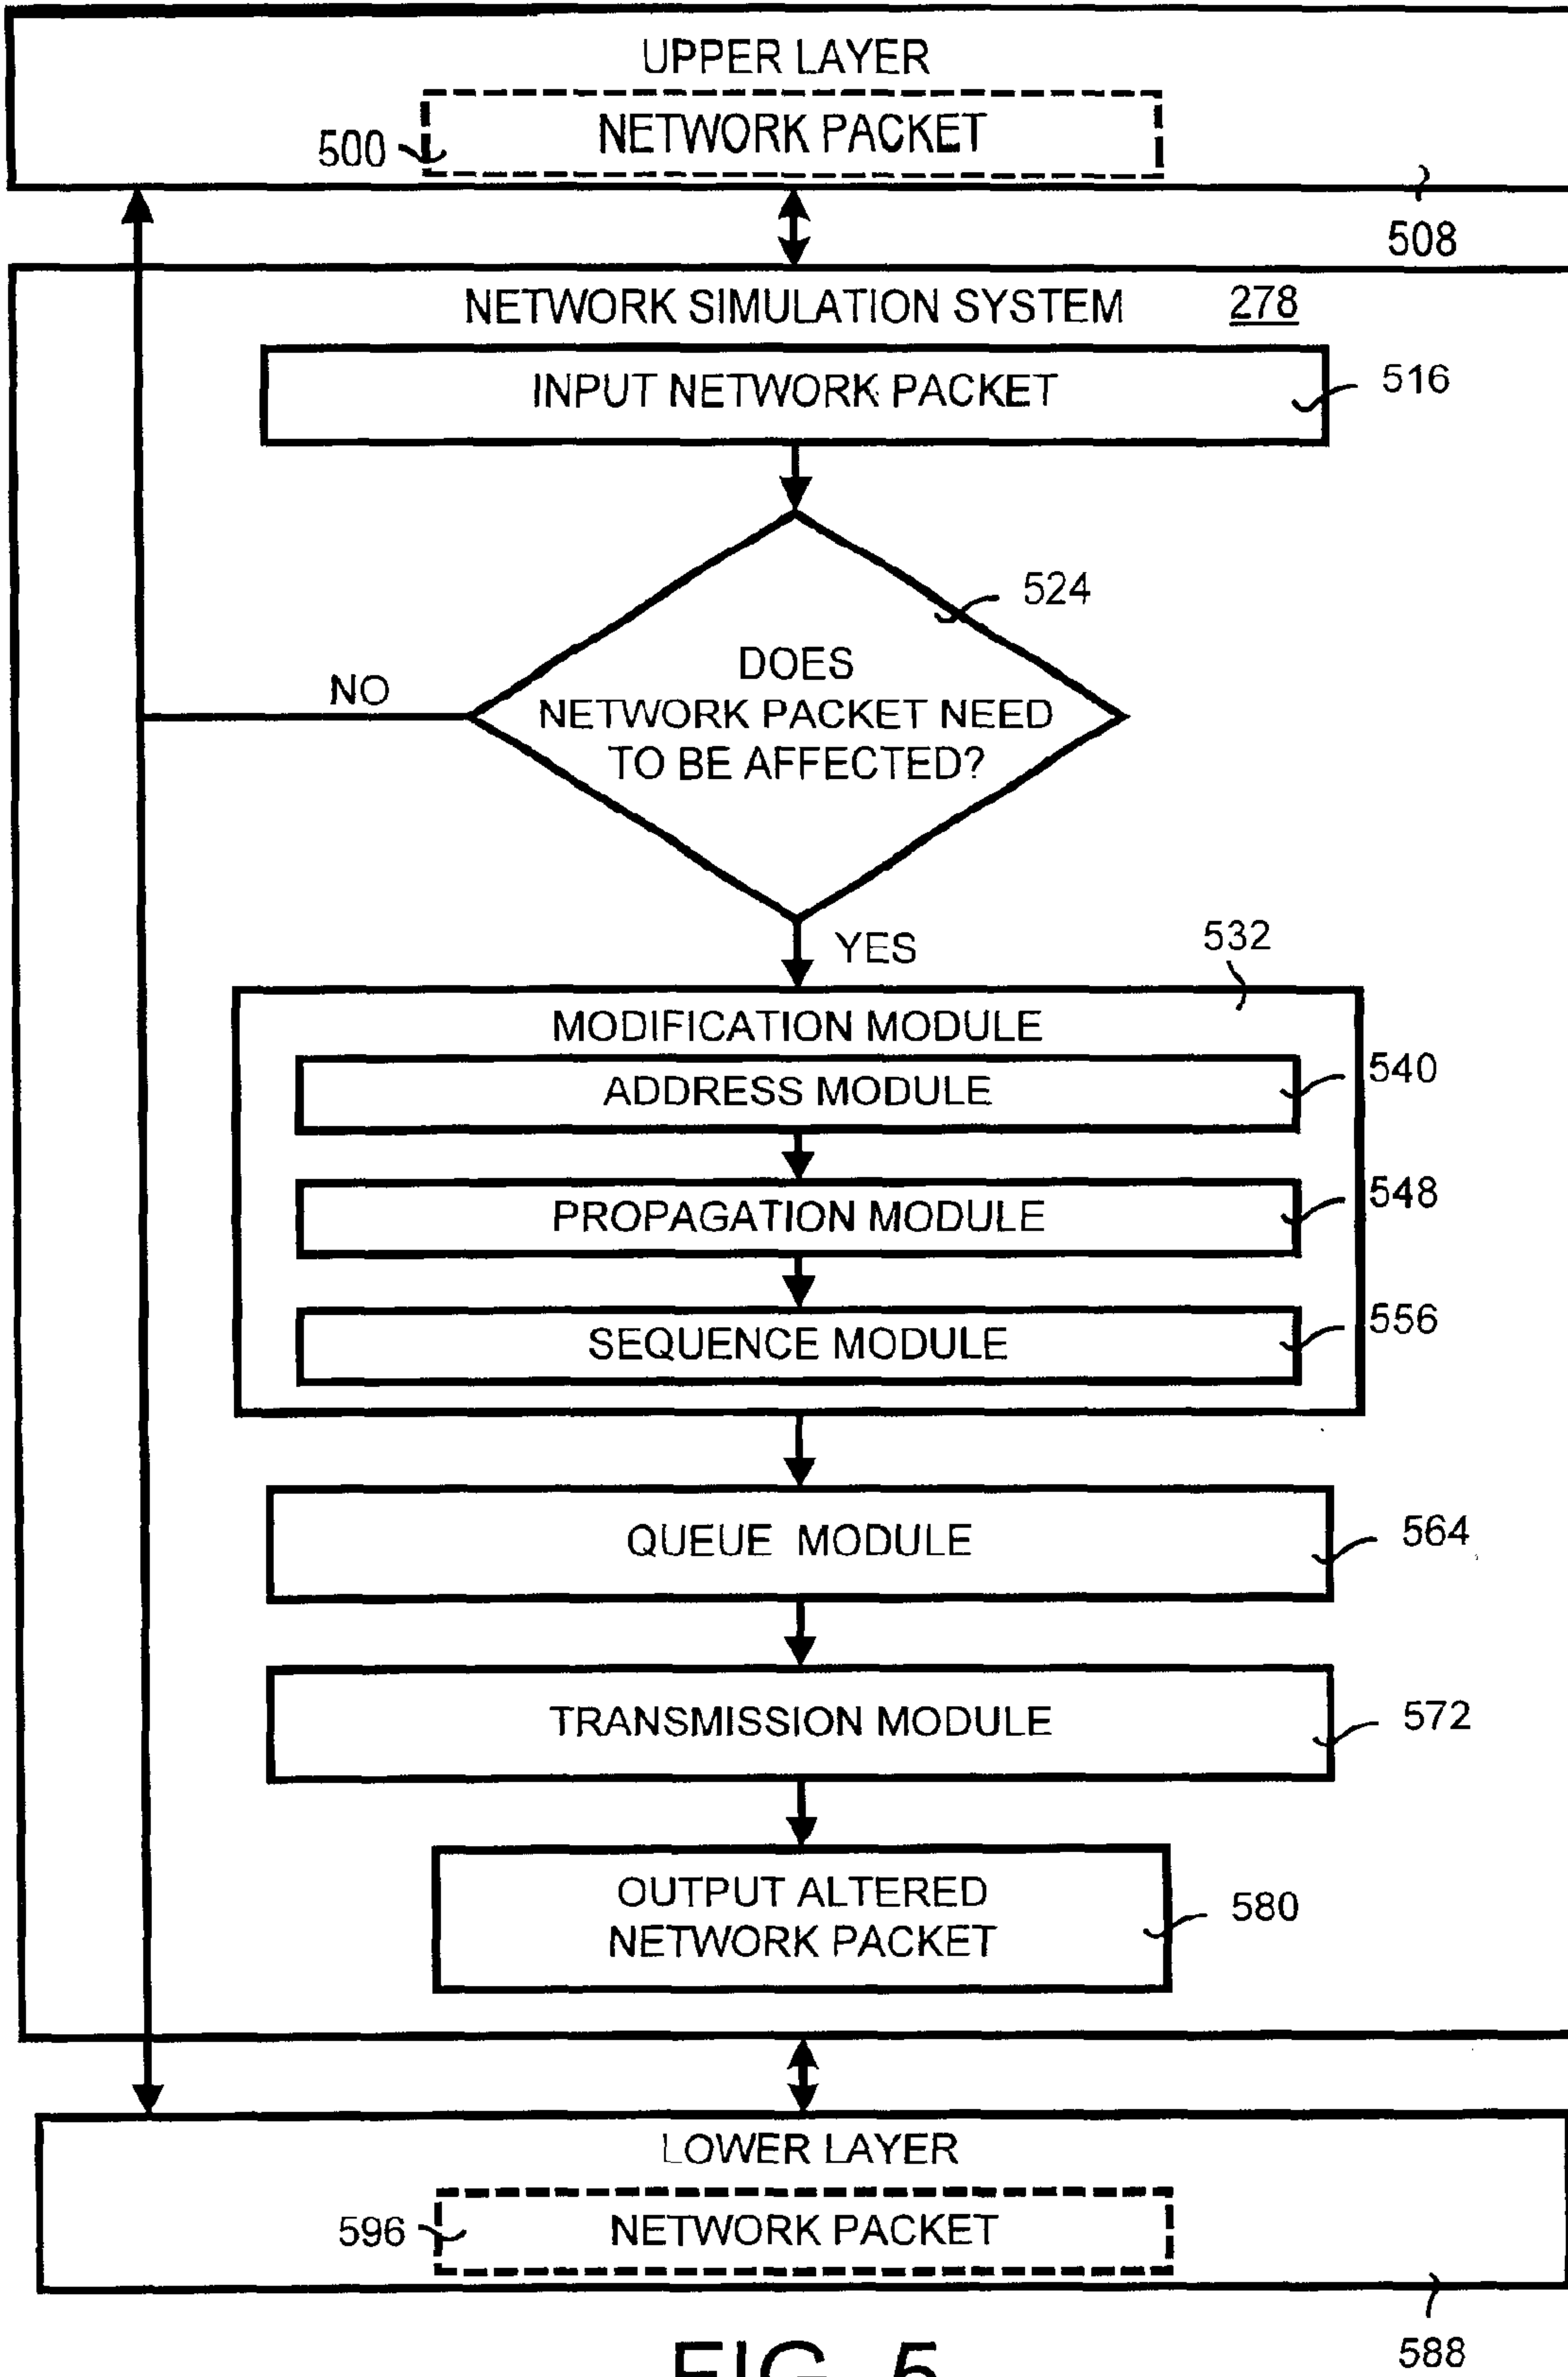 UPPER LAYER
NETWORK PACKET
500
508
NETWORK SIMULATION SYSTEM 278
INPUT NETWORK PACKET
516
524
DOES
NETWORK PACKET NEED
TO BE AFFECTED?
NO
YES
532
MODIFICATION MODULE
ADDRESS MODULE
540
PROPAGATION MODULE
548
SEQUENCE MODULE
556
QUEUE MODULE
564
TRANSMISSION MODULE
572
OUTPUT ALTERED
NETWORK PACKET
580
LOWER LAYER
596
NETWORK PACKET
588
FIG. 5